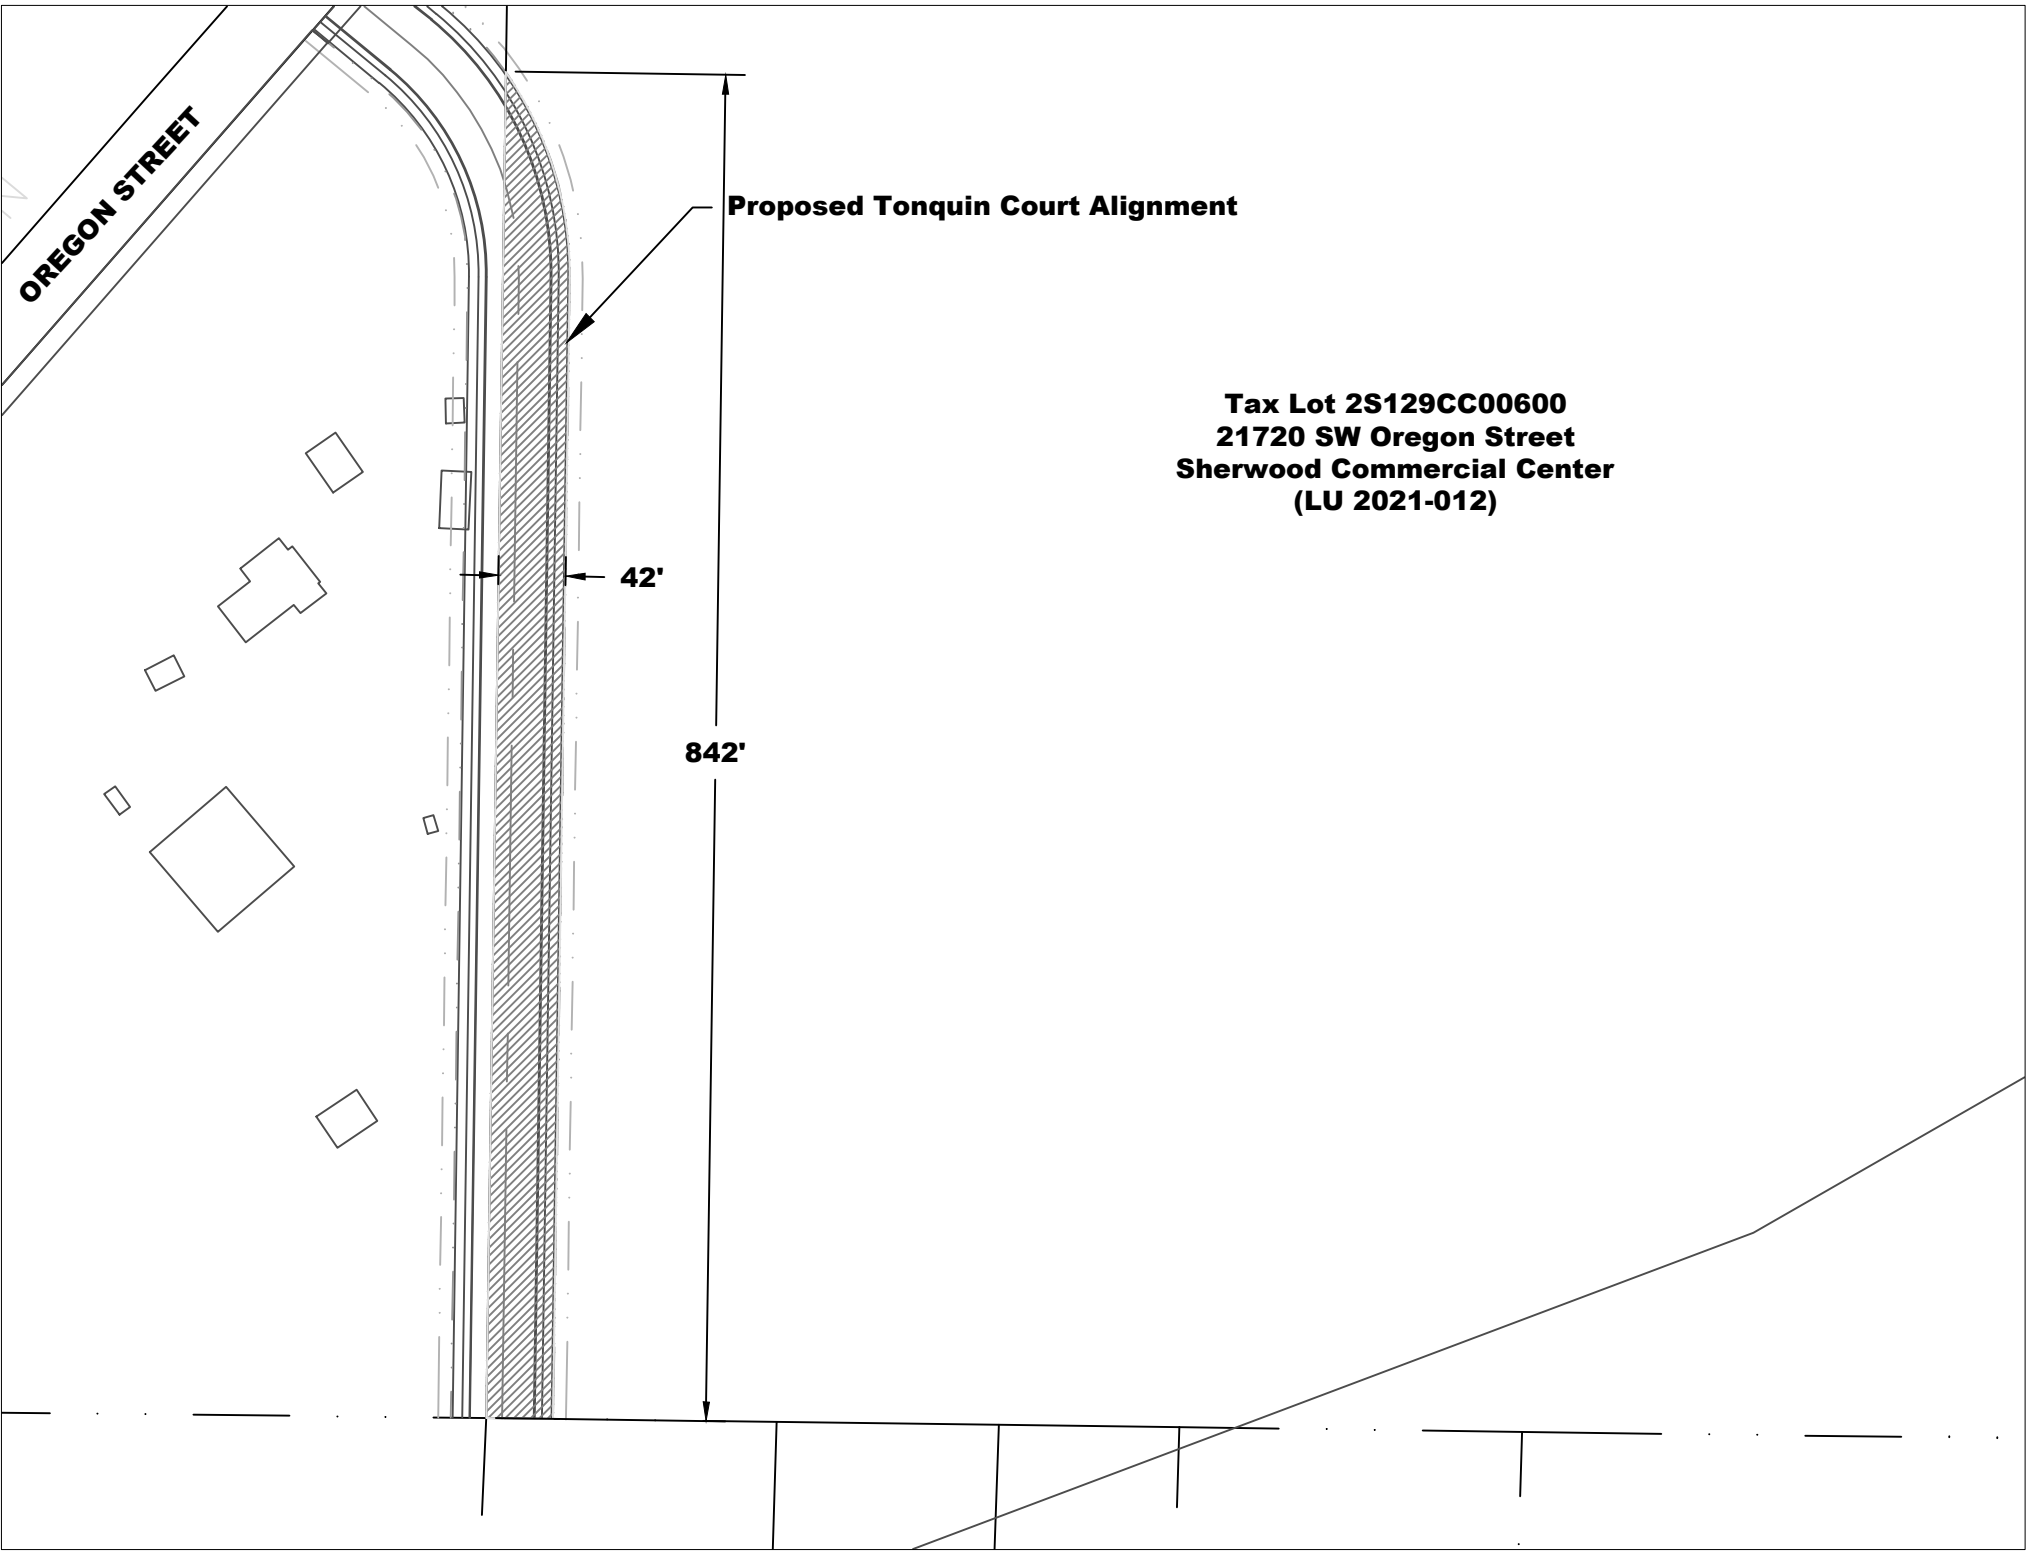 OREGON STREET
Proposed Tonquin Court Alignment
Tax Lot 2S129CC00600
21720 SW Oregon Street
Sherwood Commercial Center
(LU 2021-012)
42'
842'